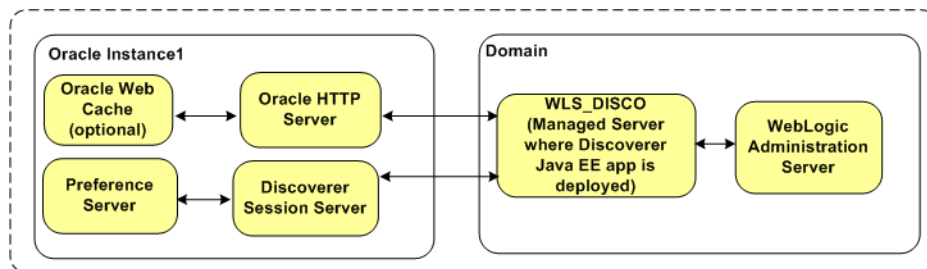 Oracle Instance1
Oracle Web
Cache
(optional)
Oracle HTTP
Server
Preference
Server
Discoverer
Session Server
Domain
WLS_DISCO
(Managed Server
where Discoverer
Java EE app is
deployed)
WebLogic
Administration
Server